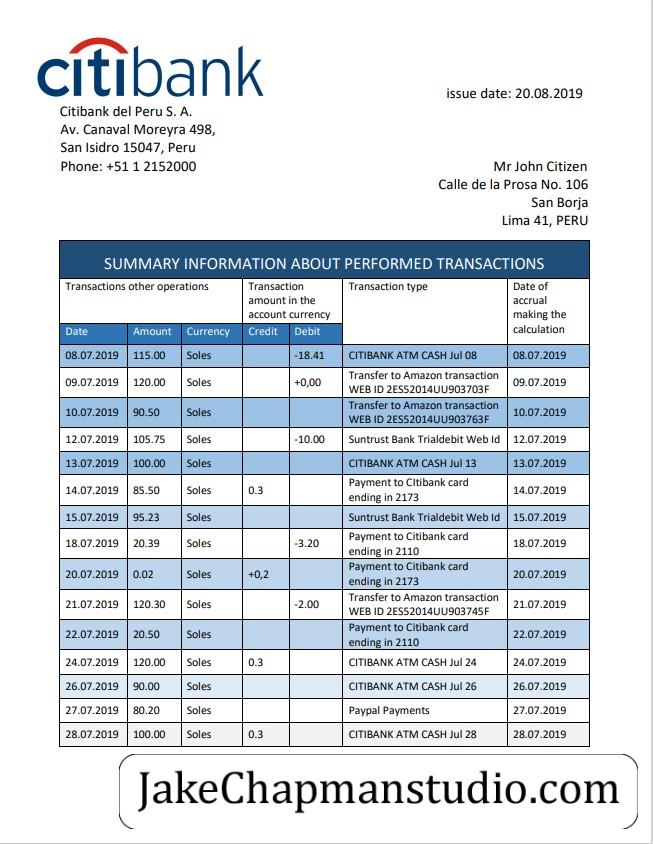 citibank
issue date: 20.08.2019
Citibank del Peru S. A.
Av. Canaval Moreyra 498,
San Isidro 15047, Peru
Phone: +51 1 2152000
Mr John Citizen
Calle de la Prosa No. 106
San Borja
Lima 41, PERU
SUMMARY INFORMATION ABOUT PERFORMED TRANSACTIONS
Transactions other operations
Transaction
amount in the
account currency
Transaction type
Date of
accrual
making the
calculation
Date Amount Currency Credit Debit
08.07.2019 115.00 Soles -18.41 CITIBANK ATM CASH Jul 08 08.07.2019
09.07.2019 120.00 Soles +0,00 Transfer to Amazon transaction 09.07.2019
WEB ID 2ES52014UU903703F
10.07.2019 90.50 Soles Transfer to Amazon transaction 10.07.2019
WEB ID 2ES52014UU903763F
12.07.2019 105.75 Soles -10.00 Suntrust Bank Trialdebit Web Id 12.07.2019
13.07.2019 100.00 Soles CITIBANK ATM CASH Jul 13 13.07.2019
14.07.2019 85.50 Soles 0.3 Payment to CItibank card 14.07.2019
ending in 2173
15.07.2019 95.23 Soles Suntrust Bank Trialdebit Web Id 15.07.2019
18.07.2019 20.39 Soles -3.20 Payment to Citibank card 18.07.2019
ending in 2110
20.07.2019 0.02 Soles +0,2 Payment to Citibank card 20.07.2019
ending in 2173
21.07.2019 120.30 Soles -2.00 Transfer to Amazon transaction 21.07.2019
WEB ID 2ES52014UU903745F
22.07.2019 20.50 Soles Payment to Citibank card 22.07.2019
ending in 2110
24.07.2019 120.00 Soles 0.3 CITIBANK ATM CASH Jul 24 24.07.2019
26.07.2019 90.00 Soles CITIBANK ATM CASH Jul 26 26.07.2019
27.07.2019 80.20 Soles Paypal Payments 27.07.2019
28.07.2019 100.00 Soles 0.3 CITIBANK ATM CASH Jul 28 28.07.2019
JakeChapmanstudio.com